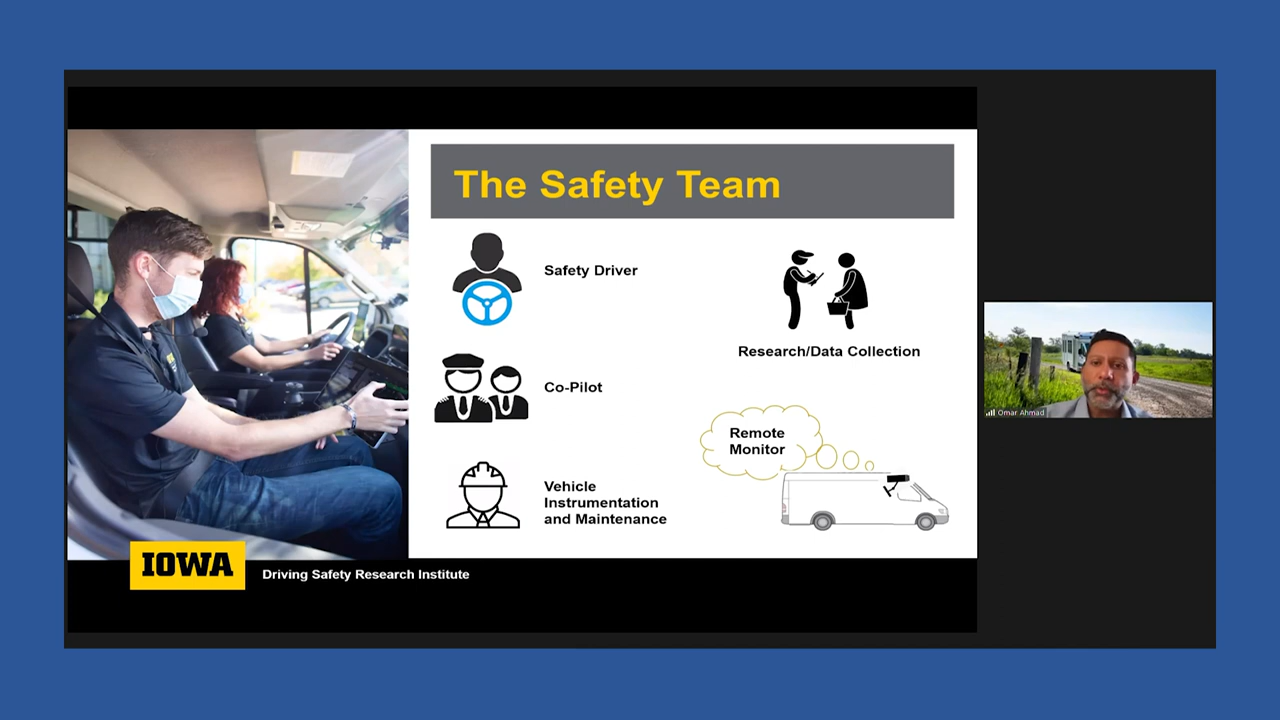 The Safety Team
Safety Driver
Co-Pilot
Vehicle
Instrumentation
and Maintenance
Research/Data Collection
Remote
Monitor
IOWA
Driving Safety Research Institute
Omar Ahmad